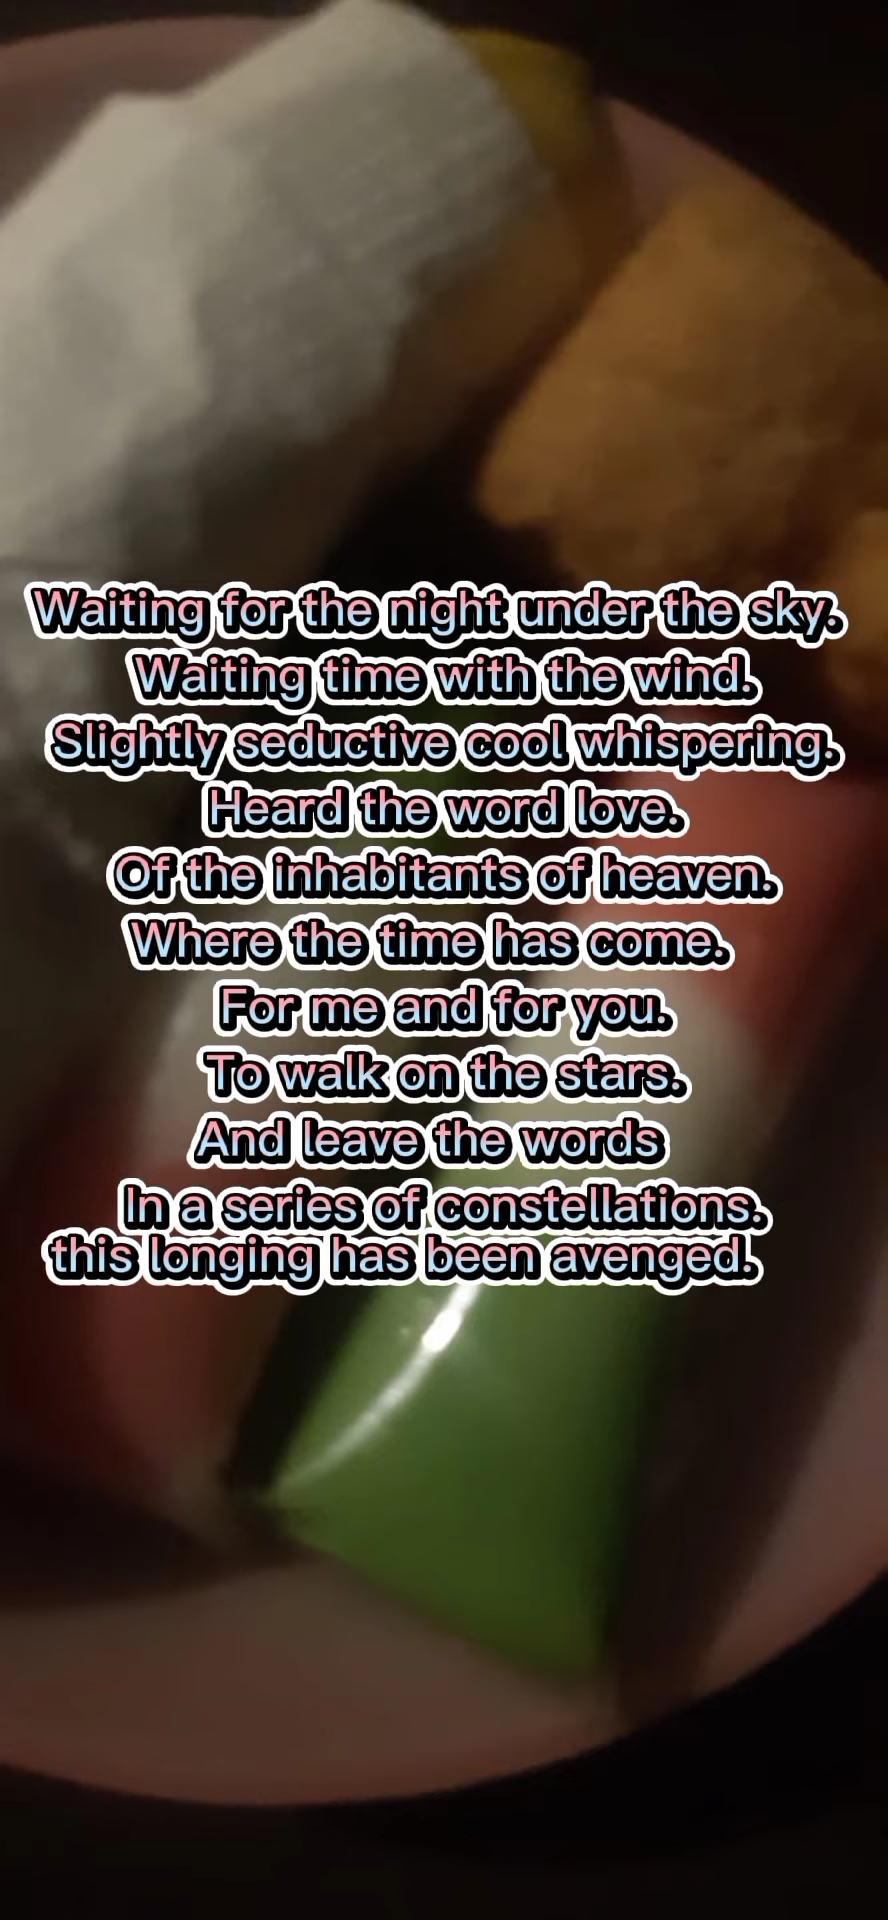 Waiting for the night under the sky.
Waiting time with the wind.
Slightly seductive cool whispering.
Heard the word love.
Of the inhabitants of heaven.
Where the time has come.
For me and for you.
To walk on the stars.
And leave the words
In a series of constellations.
this longing has been avenged.